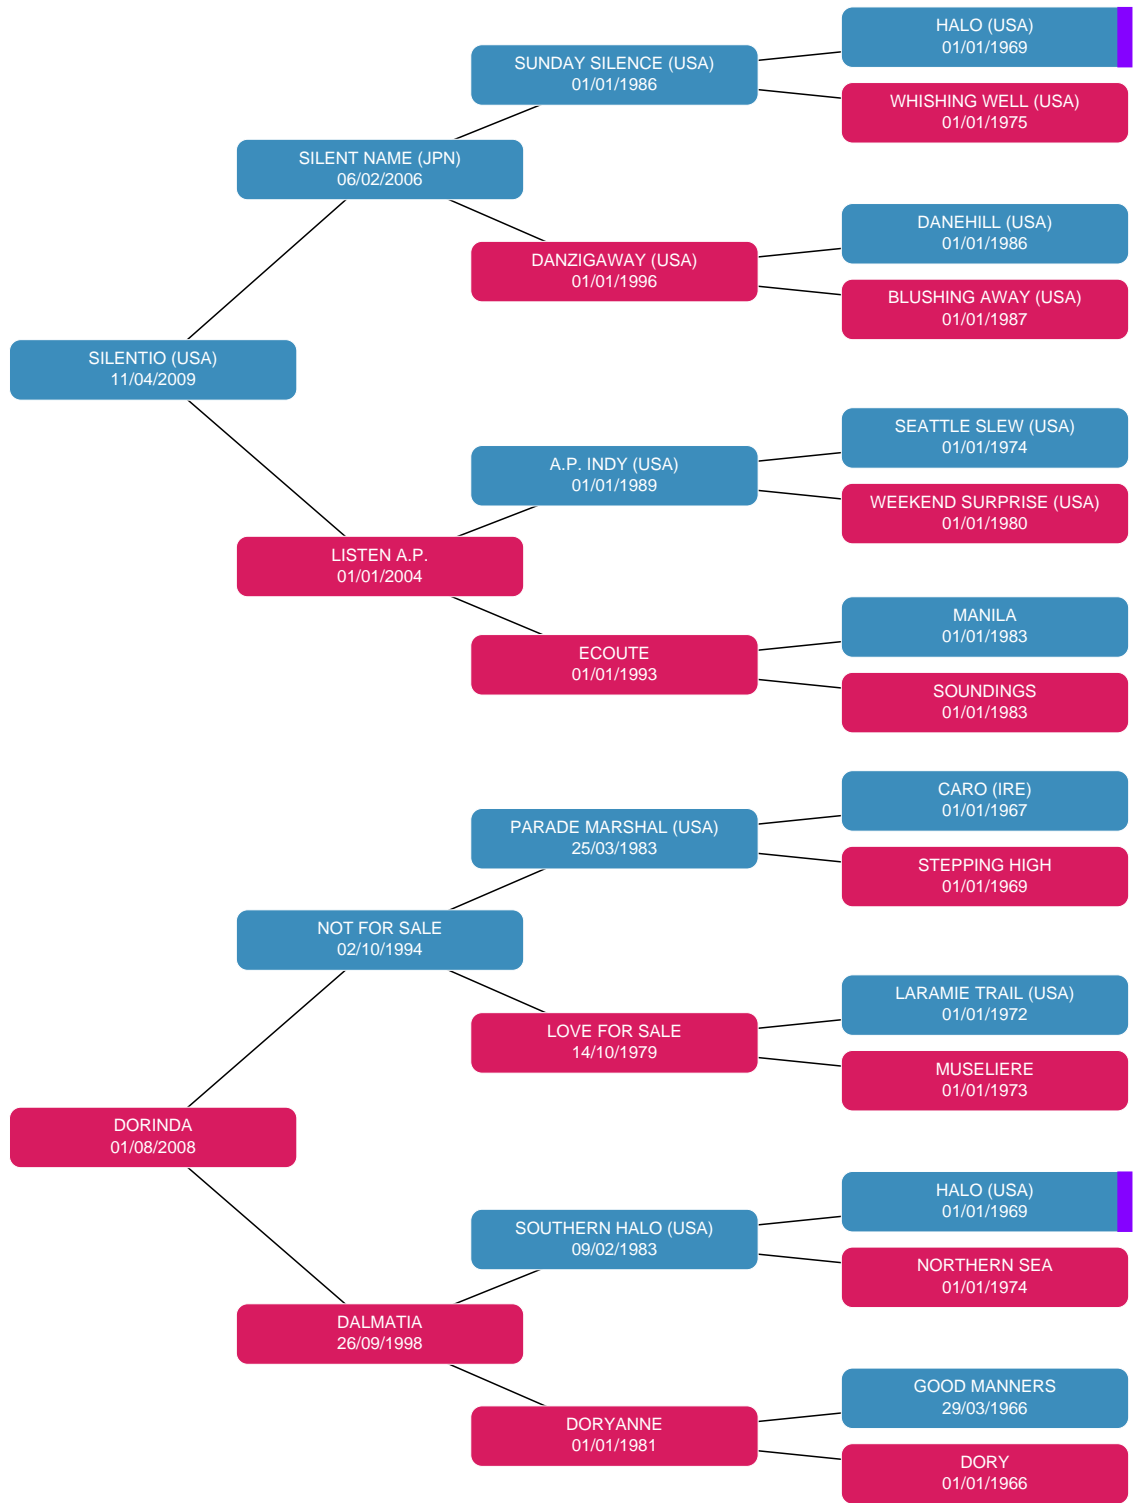 HALO (USA)
01/01/1969
SUNDAY SILENCE (USA)
01/01/1986
WHISHING WELL (USA)
01/01/1975
SILENT NAME (JPN)
06/02/2006
DANEHILL (USA)
01/01/1986
DANZIGAWAY (USA)
01/01/1996
BLUSHING AWAY (USA)
01/01/1987
SILENTIO (USA)
11/04/2009
SEATTLE SLEW (USA)
01/01/1974
A.P. INDY (USA)
01/01/1989
WEEKEND SURPRISE (USA)
01/01/1980
LISTEN A.P.
01/01/2004
MANILA
01/01/1983
ECOUTE
01/01/1993
SOUNDINGS
01/01/1983
CARO (IRE)
01/01/1967
PARADE MARSHAL (USA)
25/03/1983
STEPPING HIGH
01/01/1969
NOT FOR SALE
02/10/1994
LARAMIE TRAIL (USA)
01/01/1972
LOVE FOR SALE
14/10/1979
MUSELIERE
01/01/1973
DORINDA
01/08/2008
HALO (USA)
01/01/1969
SOUTHERN HALO (USA)
09/02/1983
NORTHERN SEA
01/01/1974
DALMATIA
26/09/1998
GOOD MANNERS
29/03/1966
DORYANNE
01/01/1981
DORY
01/01/1966